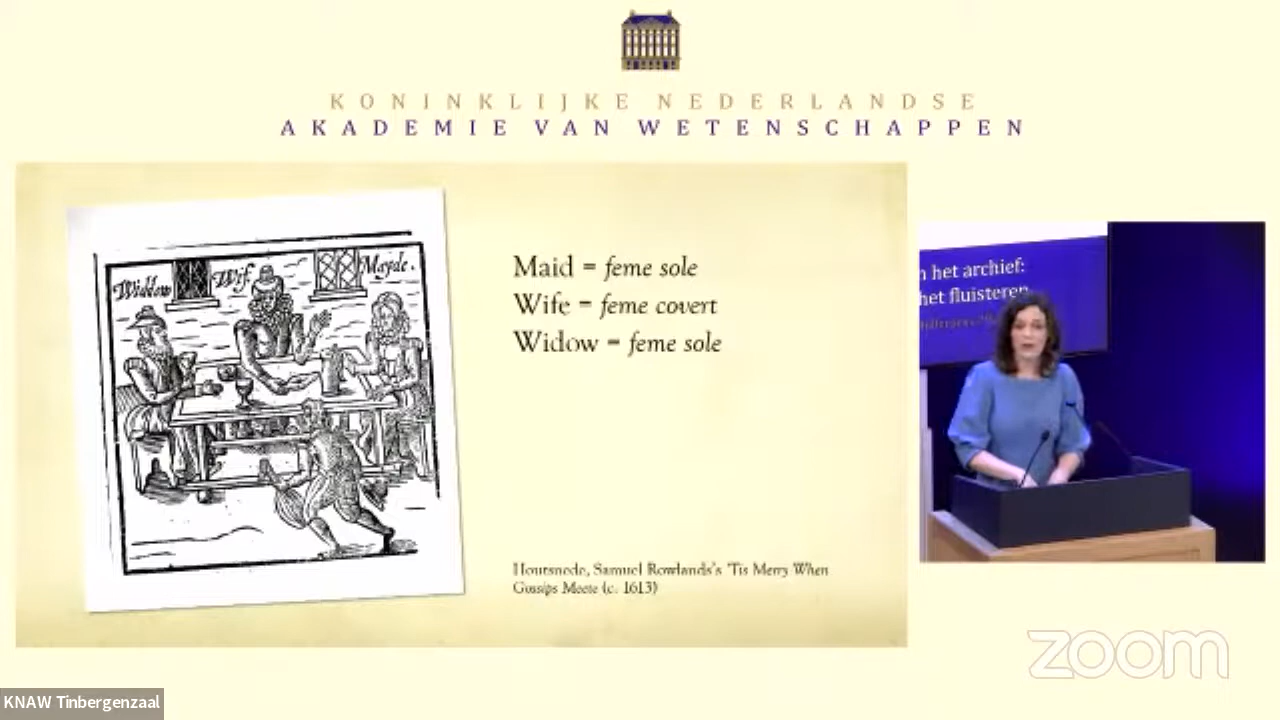 KONINKLIJKE NEDERLANDSE
AKADEMIE VAN WETENSCHAPPEN
Widdow Wif. Mayde.
Maid = feme sole
Wife = feme covert
Widow = feme sole
Houtsnede, Samuel Rowlands's 'Tis Merry When
Gossips Meete (c. 1613)
het archief:
het fluisteren
zoom
KNAW Tinbergenzaal